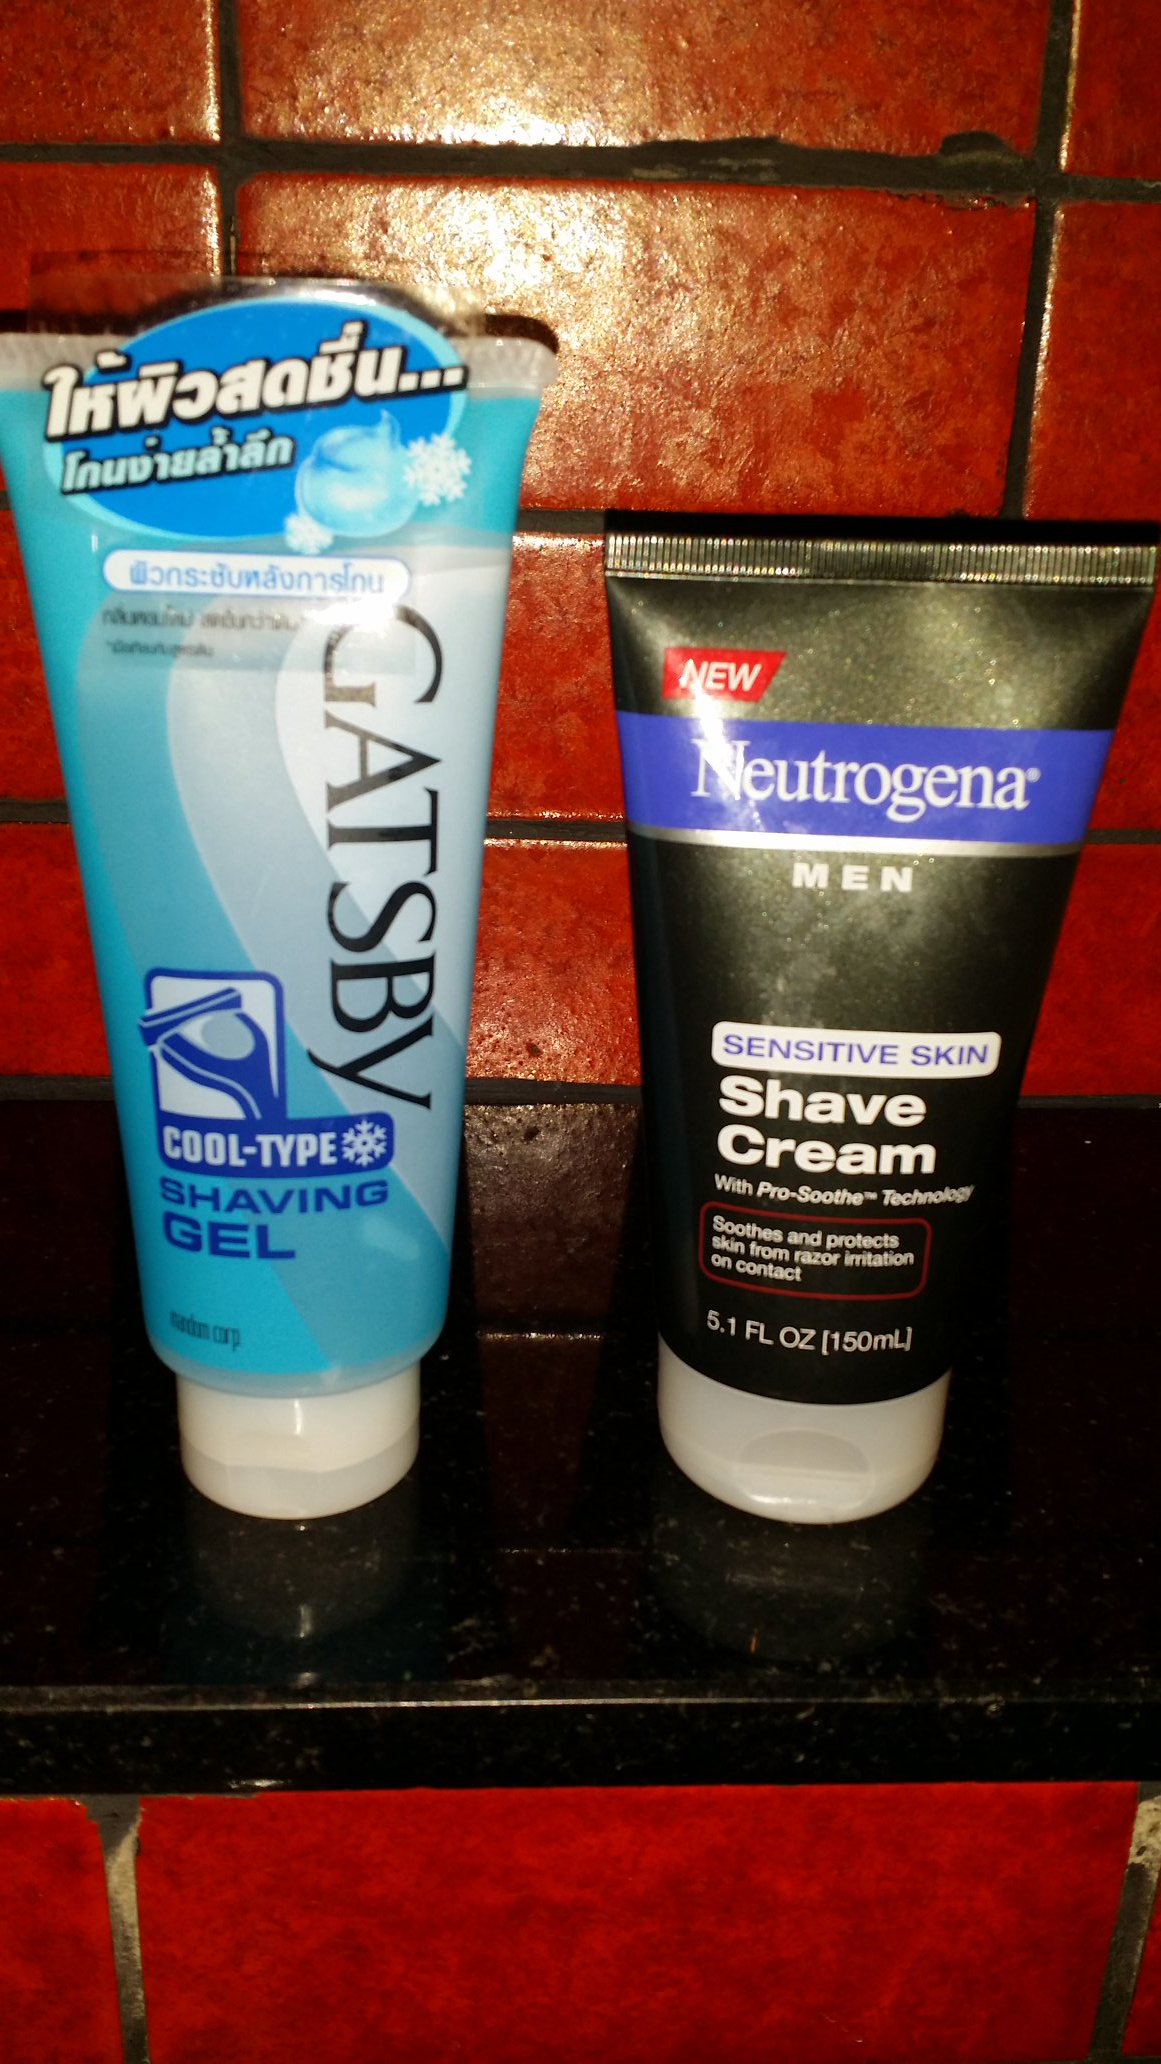 ให้ผิวสดชื่น...
โกนง่ายล้ำลึก
ผิวกระชับหลังการโกน
GATSBY
COOL-TYPE
SHAVING
GEL
mandom corp.
NEW
Neutrogena®
MEN
SENSITIVE SKIN
Shave
Cream
With Pro-Soothe™ Technology
Soothes and protects
skin from razor irritation
on contact
5.1 FL OZ [150mL]